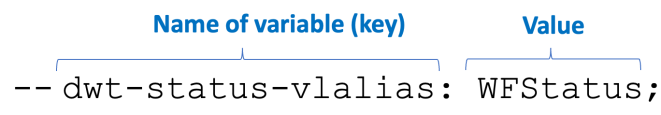 Name of variable (key) Value
-- dwt-status-vlalias: WFStatus;